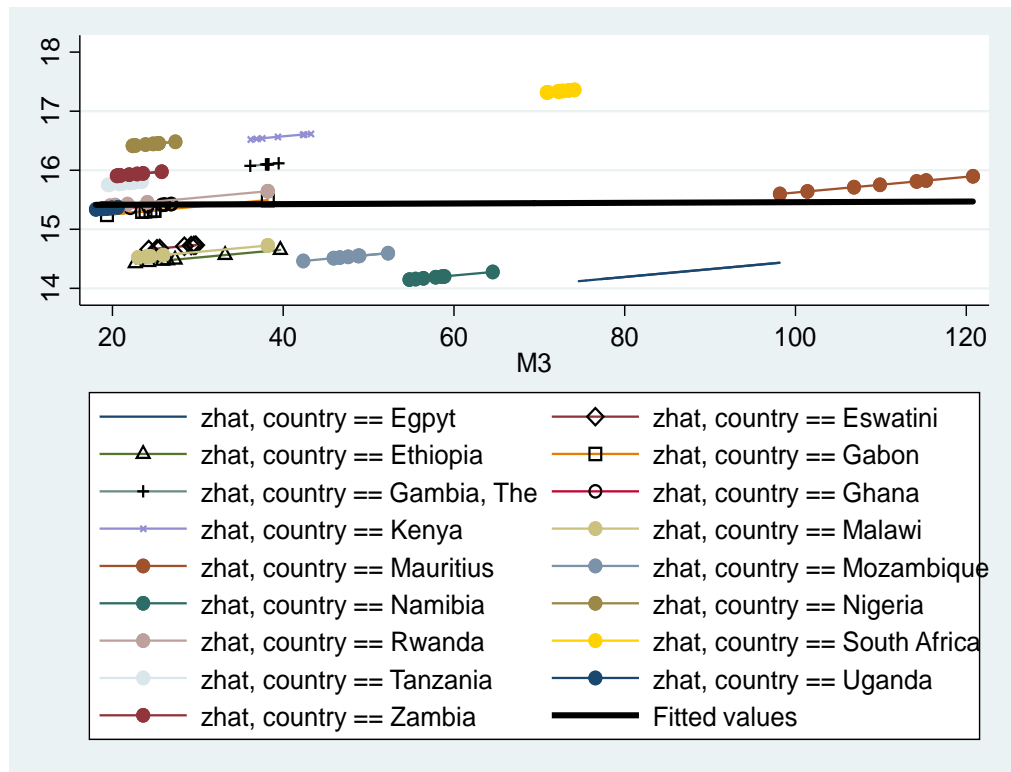 18
17
16
15
14
20 40 60 80 100 120
M3
zhat, country == Egpyt zhat, country == Eswatini
zhat, country == Ethiopia zhat, country == Gabon
zhat, country == Gambia, The zhat, country == Ghana
zhat, country == Kenya zhat, country == Malawi
zhat, country == Mauritius zhat, country == Mozambique
zhat, country == Namibia zhat, country == Nigeria
zhat, country == Rwanda zhat, country == South Africa
zhat, country == Tanzania zhat, country == Uganda
zhat, country == Zambia Fitted values